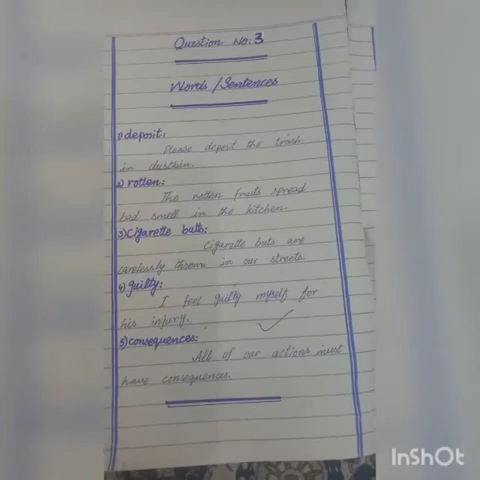 Question No:3
Words/Sentences
1) deposit:
Please depost the trash
in dustbin.
2) rotten:
The rotten fruits spread
bad smell in the kitchen.
3) Cigarette butts:
Cigarette buts are
carelessly thrown in our streets.
4) guilty:
I feel guilty myself for
his injury.
5) consequences:
All of our actions must
have consequences
InShOt